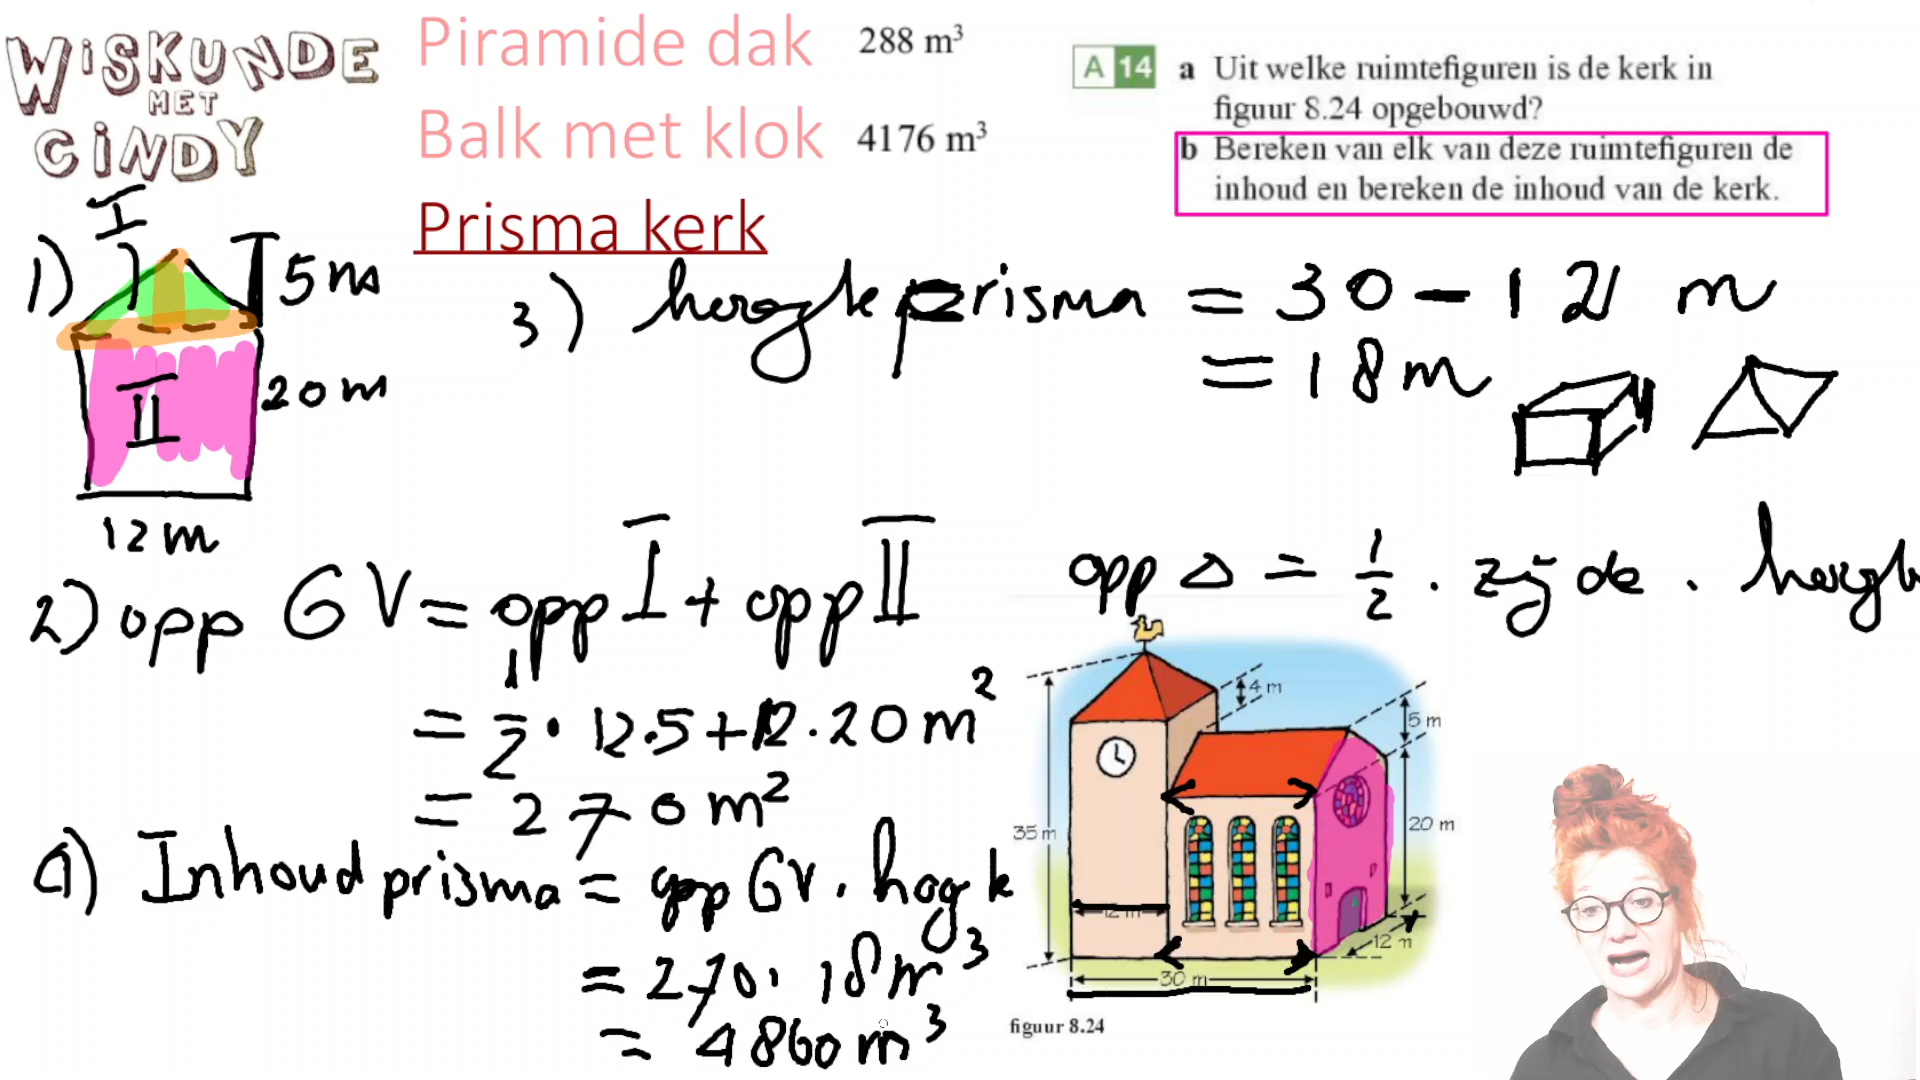 WiSKUNDE
MET
CiNDY
Piramide dak 288 m³
Balk met klok 4176 m³
Prisma kerk
A 14 a Uit welke ruimtefiguren is de kerk in
figuur 8.24 opgebouwd?
b Bereken van elk van deze ruimtefiguren de
inhoud en bereken de inhoud van de kerk.
1) I
5 m
II
20 m
12 m
3) hoogte prisma = 30 - 12 m
= 18 m
2) opp GV = opp I + opp II
= 1/2 · 12.5 + 12 · 20 m²
= 270 m²
opp Δ = 1/2 · zijde · hoogte
4) Inhoud prisma = opp GV · hoogte
= 270 · 18 m³
= 4860 m³
4 m
5 m
35 m
20 m
12 m
12 m
30 m
figuur 8.24